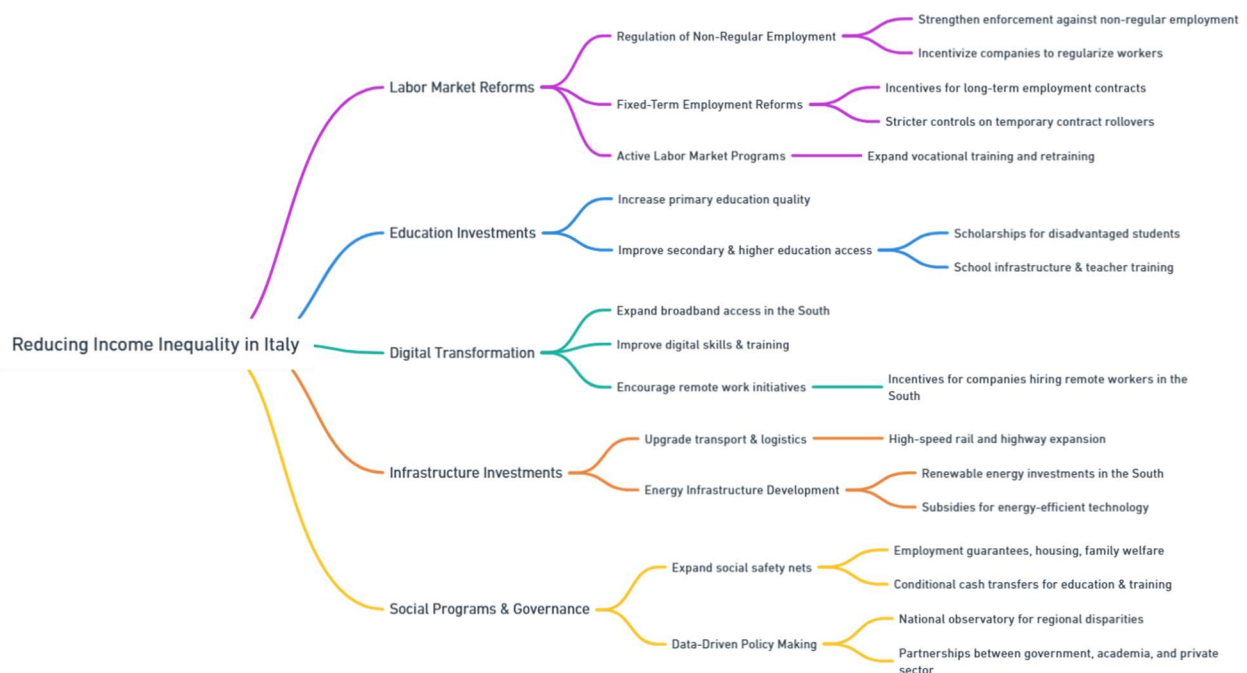 Reducing Income Inequality in Italy
Labor Market Reforms
Regulation of Non-Regular Employment
Strengthen enforcement against non-regular employment
Incentivize companies to regularize workers
Fixed-Term Employment Reforms
Incentives for long-term employment contracts
Stricter controls on temporary contract rollovers
Active Labor Market Programs
Expand vocational training and retraining
Education Investments
Increase primary education quality
Improve secondary & higher education access
Scholarships for disadvantaged students
School infrastructure & teacher training
Digital Transformation
Expand broadband access in the South
Improve digital skills & training
Encourage remote work initiatives
Incentives for companies hiring remote workers in the
South
Infrastructure Investments
Upgrade transport & logistics
High-speed rail and highway expansion
Energy Infrastructure Development
Renewable energy investments in the South
Subsidies for energy-efficient technology
Social Programs & Governance
Expand social safety nets
Employment guarantees, housing, family welfare
Conditional cash transfers for education & training
Data-Driven Policy Making
National observatory for regional disparities
Partnerships between government, academia, and private
sector